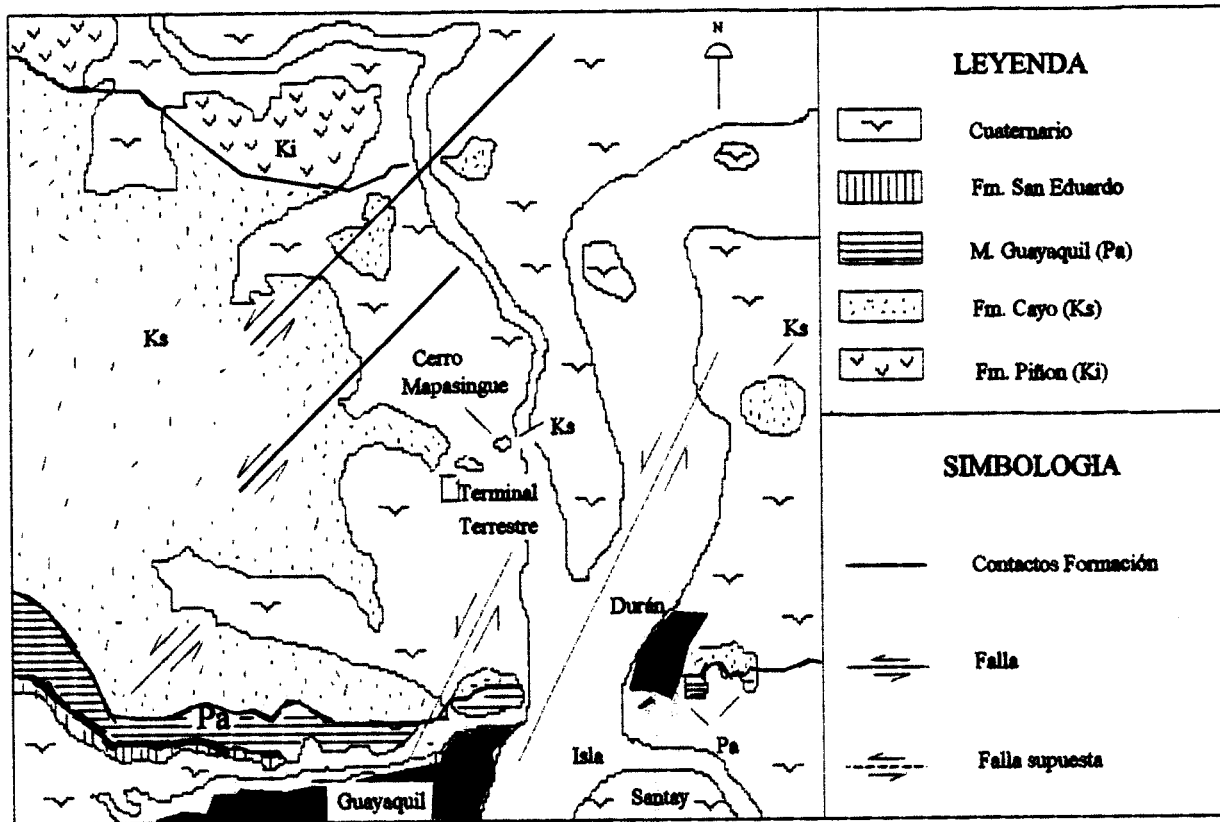 N
Ki
Ks
Ks
Cerro
Mapasingue
Ks
Terminal
Terrestre
Durán
Pa
Pa
Isla
Santay
Guayaquil
LEYENDA
Cuaternario
Fm. San Eduardo
M. Guayaquil (Pa)
Fm. Cayo (Ks)
Fm. Piñon (Ki)
SIMBOLOGIA
Contactos Formación
Falla
Falla supuesta